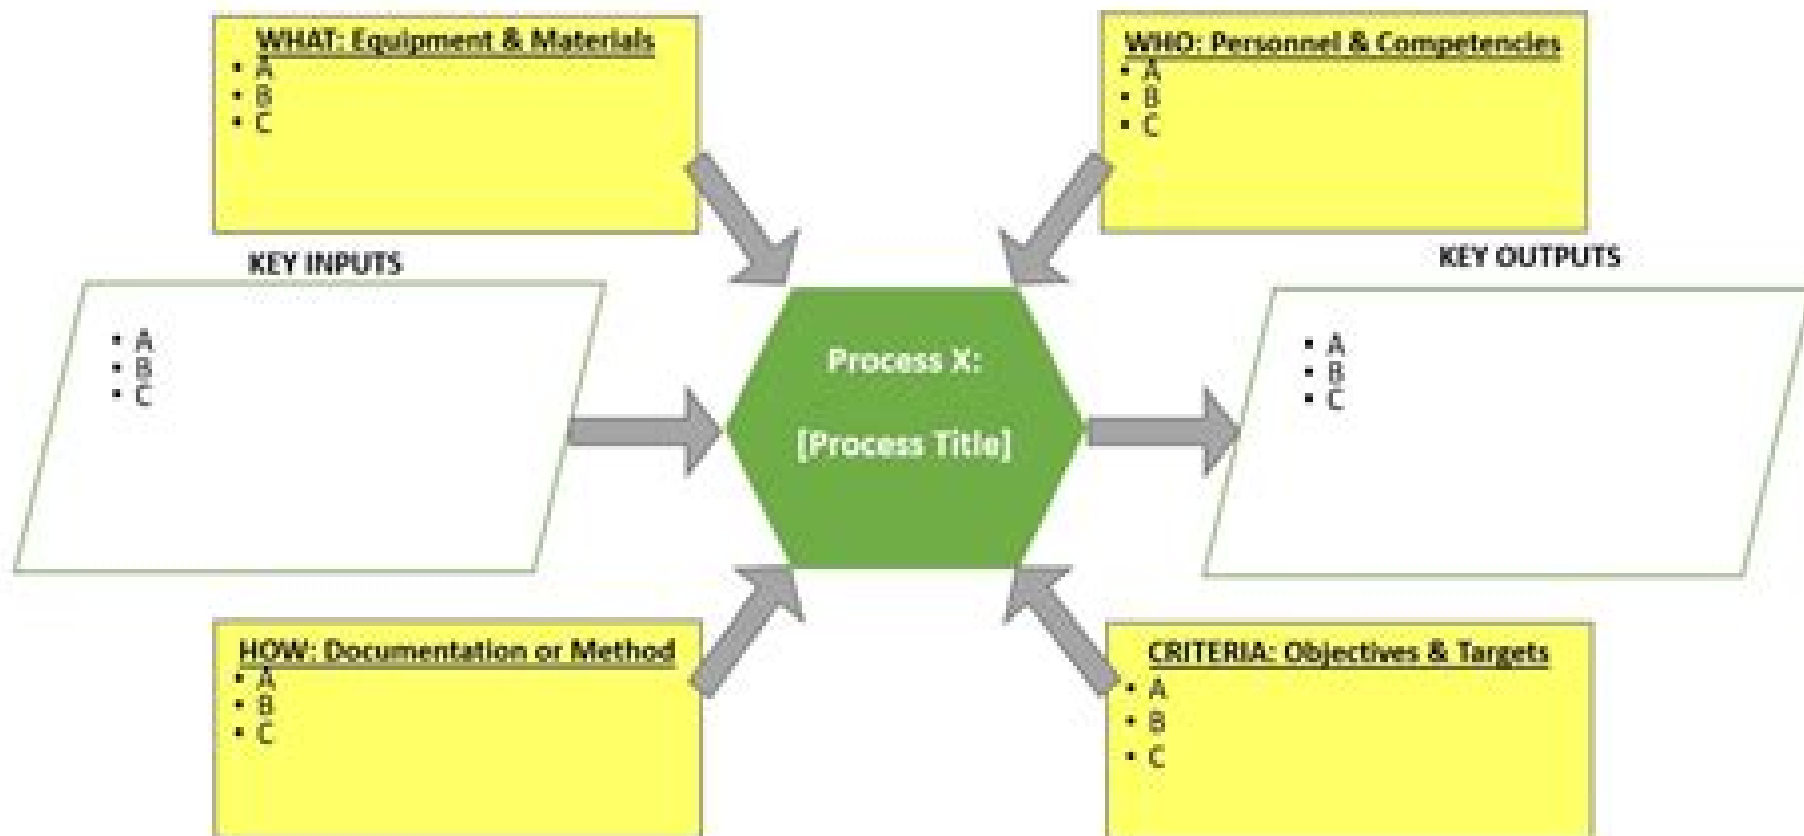 WHAT: Equipment & Materials
• A
• B
• C
WHO: Personnel & Competencies
• A
• B
• C
KEY INPUTS
• A
• B
• C
Process X:
[Process Title]
KEY OUTPUTS
• A
• B
• C
HOW: Documentation or Method
• A
• B
• C
CRITERIA: Objectives & Targets
• A
• B
• C